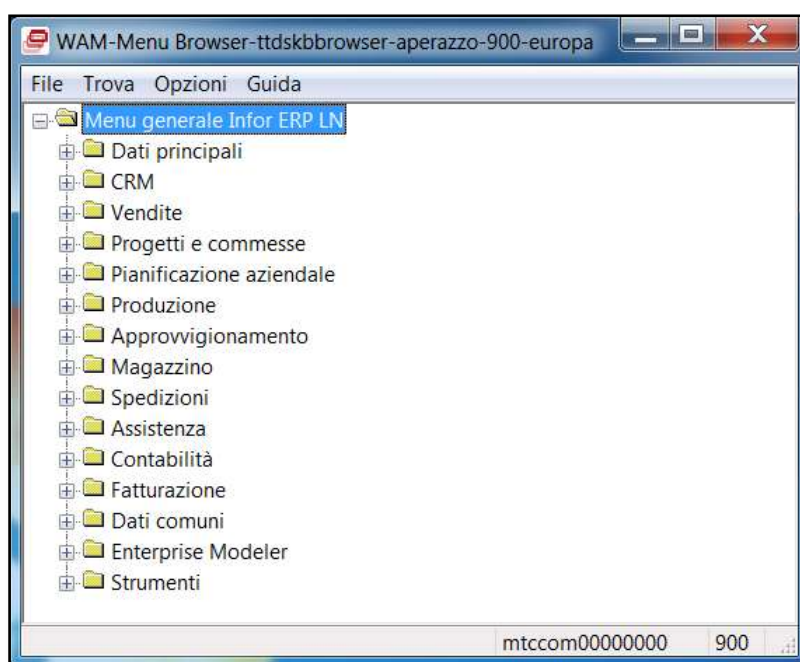 WAM-Menu Browser-ttdskbbrowser-aperazzo-900-europa
File Trova Opzioni Guida
Menu generale Infor ERP LN
Dati principali
CRM
Vendite
Progetti e commesse
Pianificazione aziendale
Produzione
Approvvigionamento
Magazzino
Spedizioni
Assistenza
Contabilità
Fatturazione
Dati comuni
Enterprise Modeler
Strumenti
mtccom00000000 900